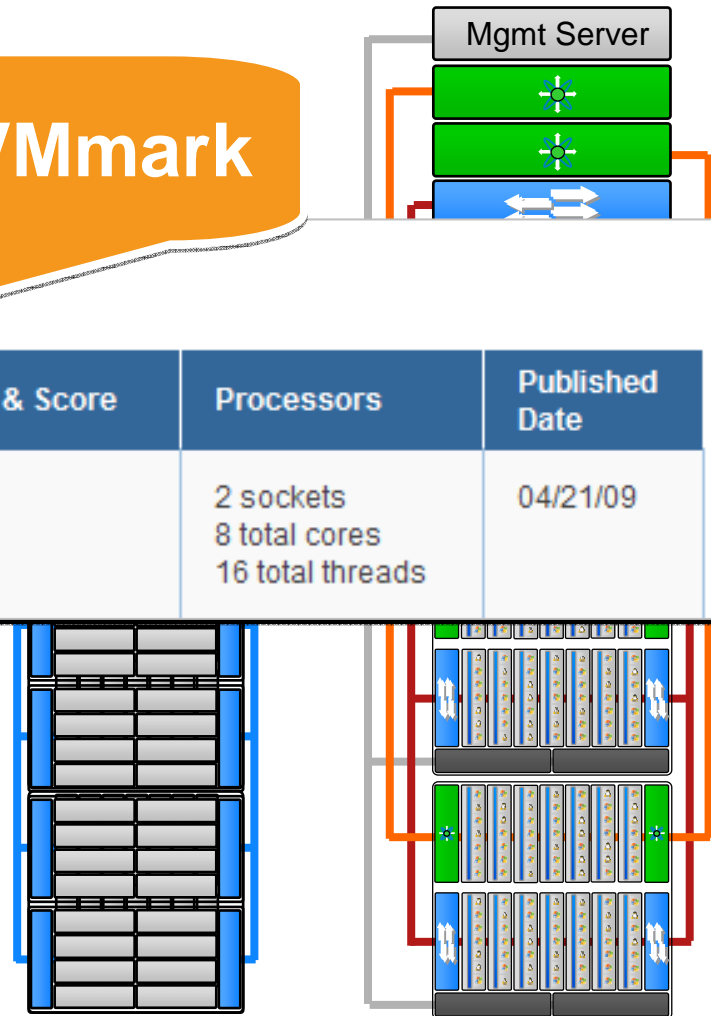 Mgmt Server
VMmark
& Score
Processors
Published
Date
2 sockets
8 total cores
16 total threads
04/21/09